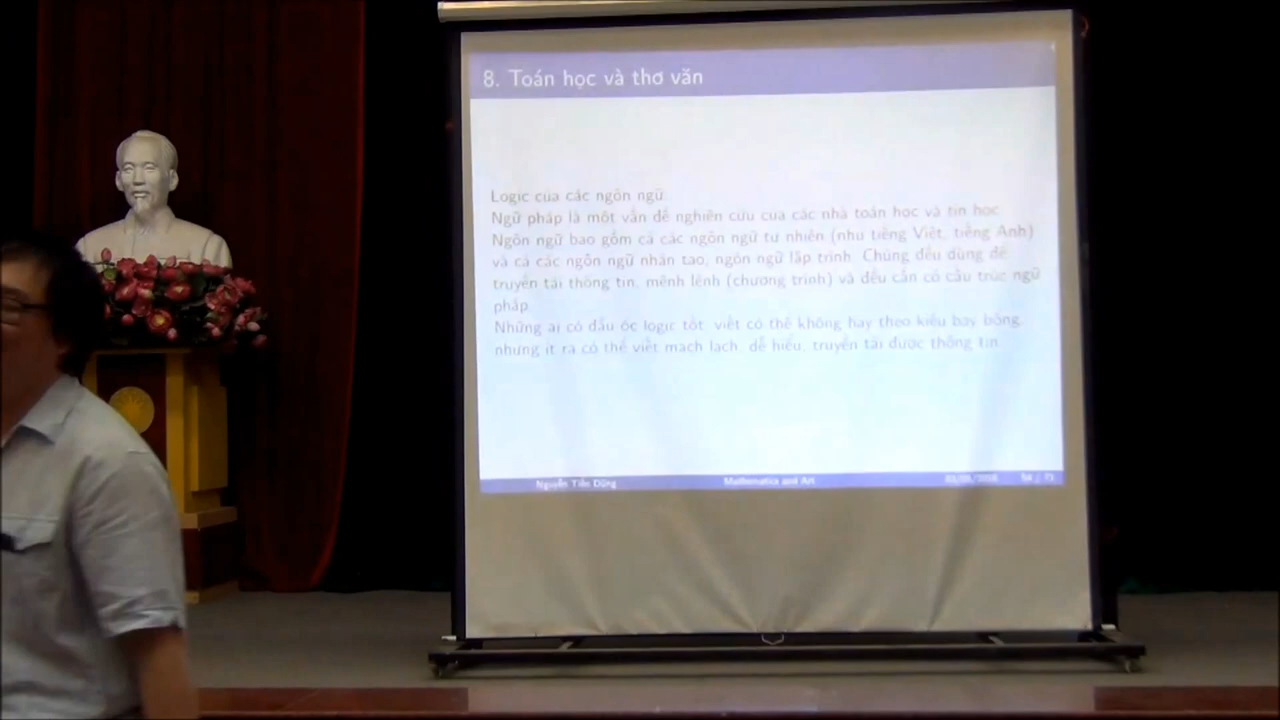 8. Toán học và thơ văn
Logic của các ngôn ngữ.
Ngữ pháp là một vấn đề nghiên cứu của các nhà toán học và tin học.
Ngôn ngữ bao gồm cả các ngôn ngữ tự nhiên (như tiếng Việt, tiếng Anh)
và cả các ngôn ngữ nhân tạo, ngôn ngữ lập trình. Chúng đều dùng để
truyền tải thông tin, mệnh lệnh (chương trình) và đều cần có cấu trúc ngữ
pháp.
Những ai có đầu óc logic tốt, viết có thể không hay theo kiểu bay bổng,
nhưng ít ra có thể viết mạch lạc, dễ hiểu, truyền tải được thông tin.
Nguyễn Tiến Dũng Mathematics and Art 54 / 71